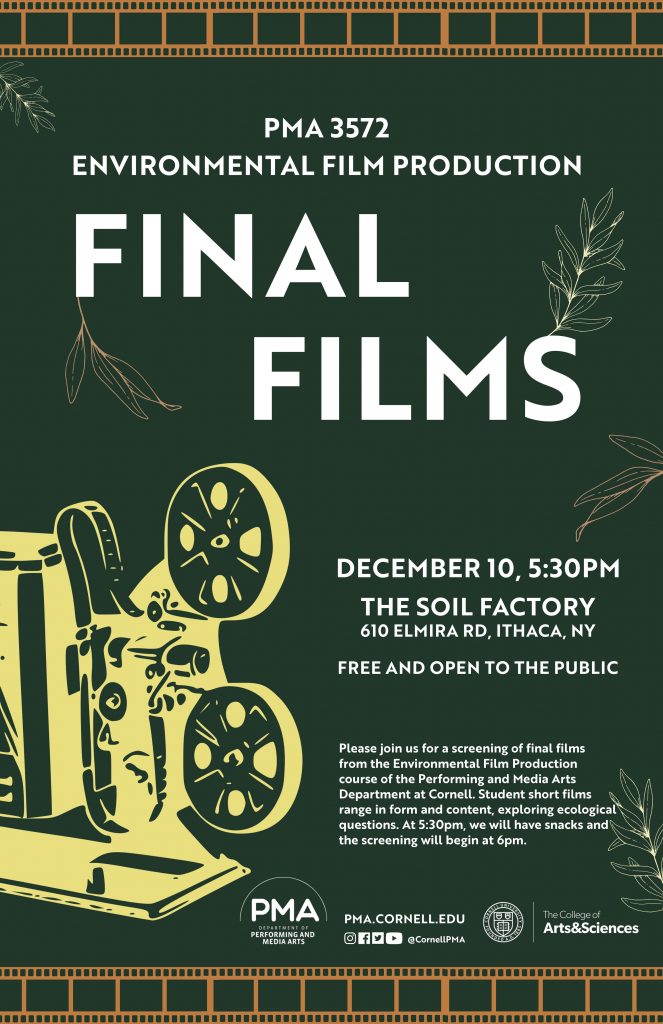 PMA 3572
ENVIRONMENTAL FILM PRODUCTION
FINAL
FILMS
DECEMBER 10, 5:30PM
THE SOIL FACTORY
610 ELMIRA RD, ITHACA, NY
FREE AND OPEN TO THE PUBLIC
Please join us for a screening of final films
from the Environmental Film Production
course of the Performing and Media Arts
Department at Cornell. Student short films
range in form and content, exploring ecological
questions. At 5:30pm, we will have snacks and
the screening will begin at 6pm.
PMA
DEPARTMENT OF
PERFORMING AND
MEDIA ARTS
PMA.CORNELL.EDU
@CornellPMA
The College of
Arts&Sciences